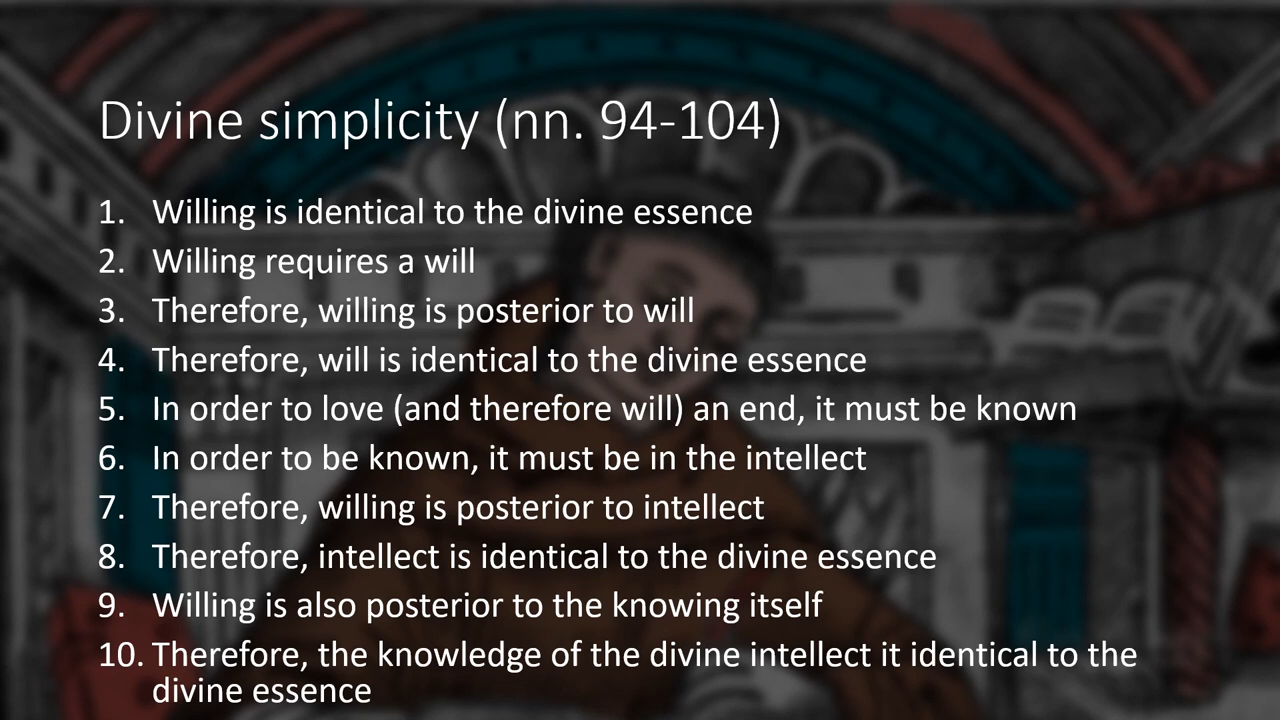 Divine simplicity (nn. 94-104)
1. Willing is identical to the divine essence
2. Willing requires a will
3. Therefore, willing is posterior to will
4. Therefore, will is identical to the divine essence
5. In order to love (and therefore will) an end, it must be known
6. In order to be known, it must be in the intellect
7. Therefore, willing is posterior to intellect
8. Therefore, intellect is identical to the divine essence
9. Willing is also posterior to the knowing itself
10. Therefore, the knowledge of the divine intellect it identical to the
divine essence